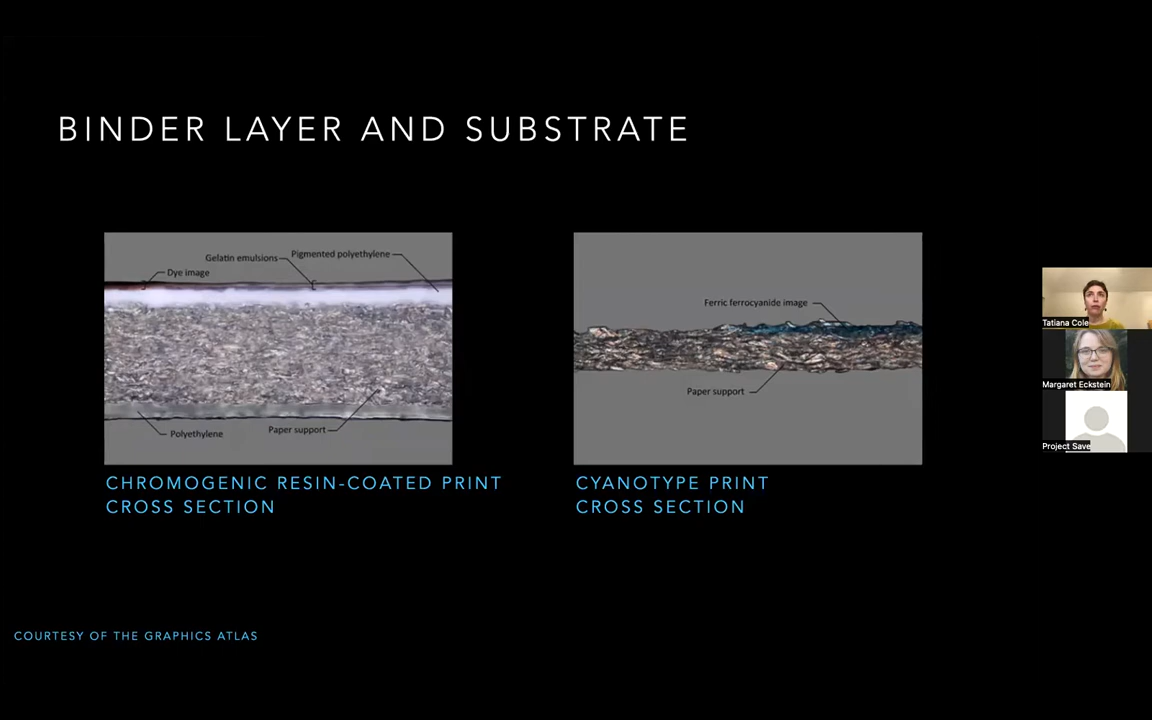 BINDER LAYER AND SUBSTRATE
Gelatin emulsions
Pigmented polyethylene
Dye image
Polyethylene
Paper support
Ferric ferrocyanide image
Paper support
CHROMOGENIC RESIN-COATED PRINT
CROSS SECTION
CYANOTYPE PRINT
CROSS SECTION
COURTESY OF THE GRAPHICS ATLAS
Tatiana Cole
Margaret Eckstein
Project Save